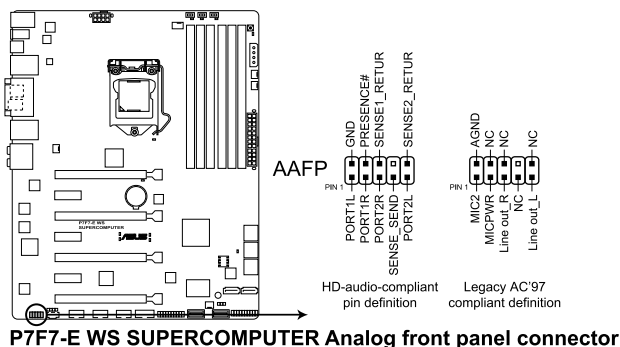 P7F7-E WS
SUPERCOMPUTER
ASUS
AAFP
GND
PRESENCE#
SENSE1_RETUR
SENSE2_RETUR
PIN 1
PORT1L
PORT1R
PORT2R
SENSE_SEND
PORT2L
HD-audio-compliant
pin definition
AGND
NC
NC
NC
PIN 1
MIC2
MICPWR
Line out_R
NC
Line out_L
Legacy AC'97
compliant definition
P7F7-E WS SUPERCOMPUTER Analog front panel connector